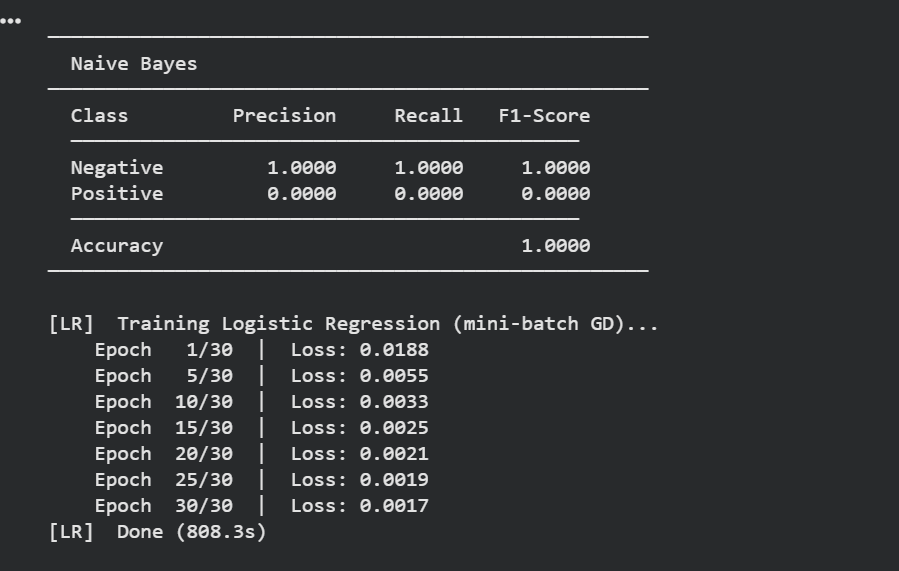 Naive Bayes
Class Precision Recall F1-Score
Negative 1.0000 1.0000 1.0000
Positive 0.0000 0.0000 0.0000
Accuracy 1.0000
[LR] Training Logistic Regression (mini-batch GD)...
Epoch 1/30 | Loss: 0.0188
Epoch 5/30 | Loss: 0.0055
Epoch 10/30 | Loss: 0.0033
Epoch 15/30 | Loss: 0.0025
Epoch 20/30 | Loss: 0.0021
Epoch 25/30 | Loss: 0.0019
Epoch 30/30 | Loss: 0.0017
[LR] Done (808.3s)